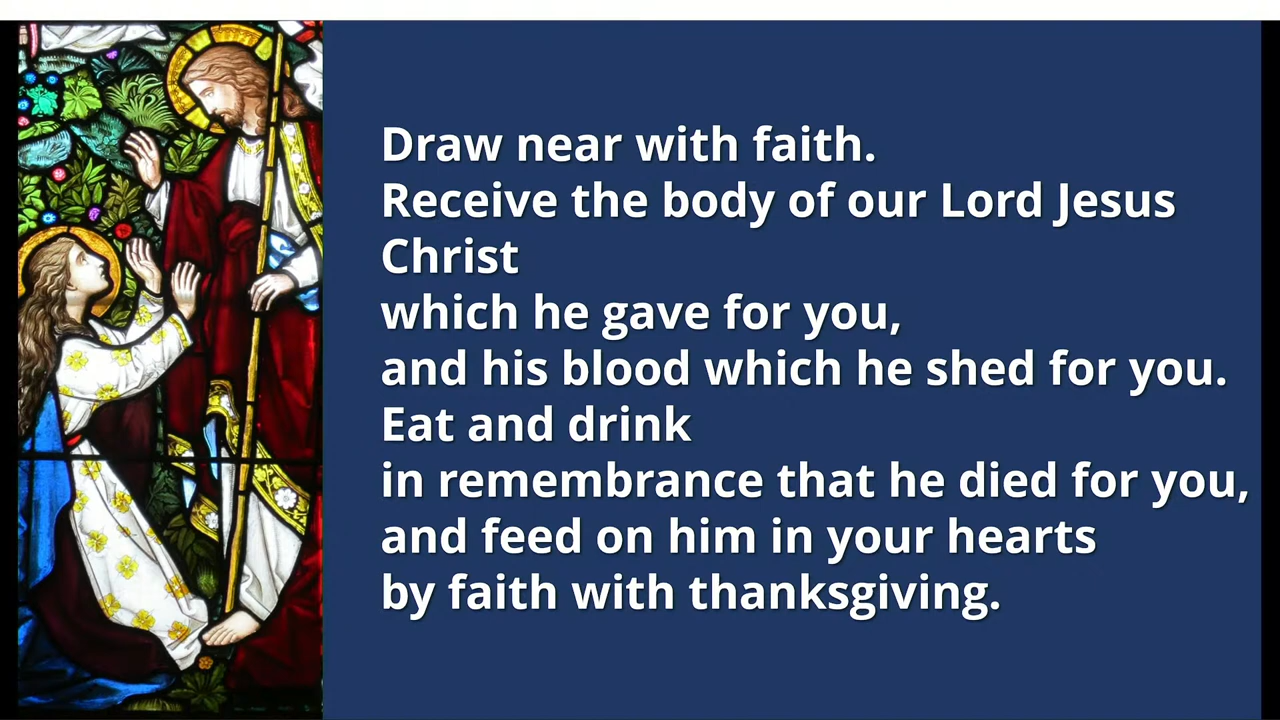 Draw near with faith.
Receive the body of our Lord Jesus
Christ
which he gave for you,
and his blood which he shed for you.
Eat and drink
in remembrance that he died for you,
and feed on him in your hearts
by faith with thanksgiving.